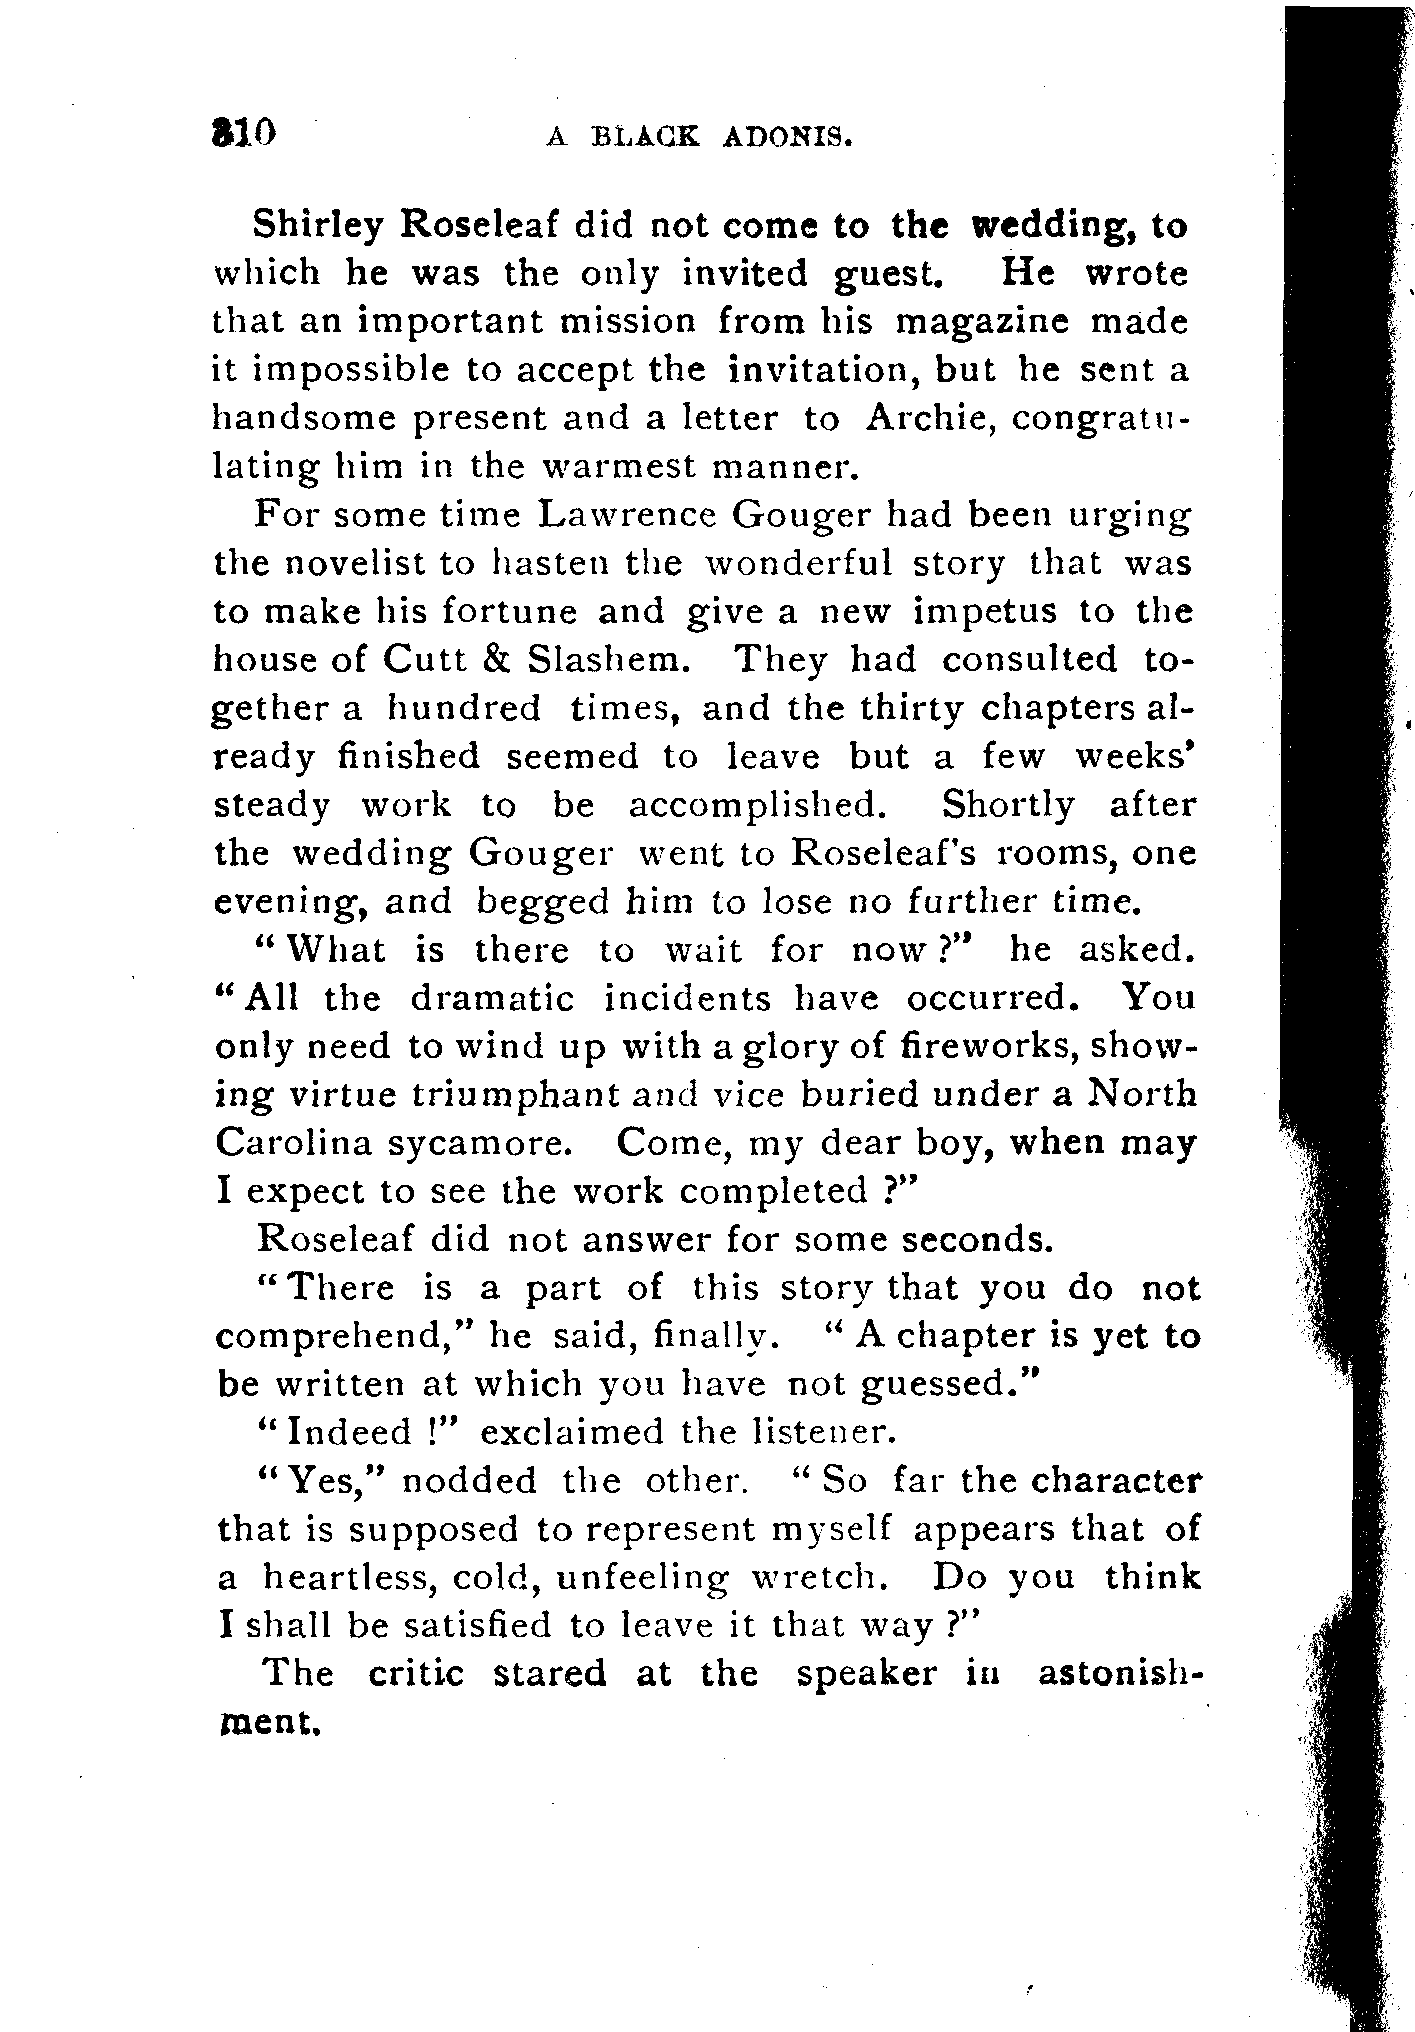 310 A BLACK ADONIS.
Shirley Roseleaf did not come to the wedding, to
which he was the only invited guest. He wrote
that an important mission from his magazine made
it impossible to accept the invitation, but he sent a
handsome present and a letter to Archie, congratu-
lating him in the warmest manner.
For some time Lawrence Gouger had been urging
the novelist to hasten the wonderful story that was
to make his fortune and give a new impetus to the
house of Cutt & Slashem. They had consulted to-
gether a hundred times, and the thirty chapters al-
ready finished seemed to leave but a few weeks'
steady work to be accomplished. Shortly after
the wedding Gouger went to Roseleaf's rooms, one
evening, and begged him to lose no further time.
" What is there to wait for now ?" he asked.
" All the dramatic incidents have occurred. You
only need to wind up with a glory of fireworks, show-
ing virtue triumphant and vice buried under a North
Carolina sycamore. Come, my dear boy, when may
I expect to see the work completed ?"
Roseleaf did not answer for some seconds.
" There is a part of this story that you do not
comprehend," he said, finally. " A chapter is yet to
be written at which you have not guessed."
" Indeed !" exclaimed the listener.
" Yes," nodded the other. " So far the character
that is supposed to represent myself appears that of
a heartless, cold, unfeeling wretch. Do you think
I shall be satisfied to leave it that way ?"
The critic stared at the speaker in astonish-
ment.